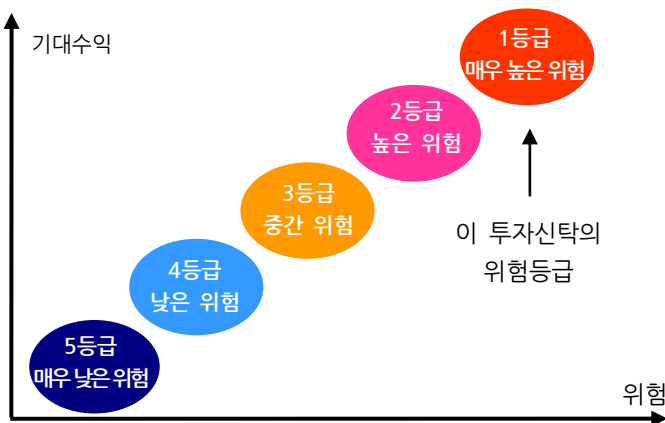 기대수익
1등급
매우 높은 위험
2등급
높은 위험
3등급
중간 위험
이 투자신탁의
위험등급
4등급
낮은 위험
5등급
매우 낮은 위험
위험